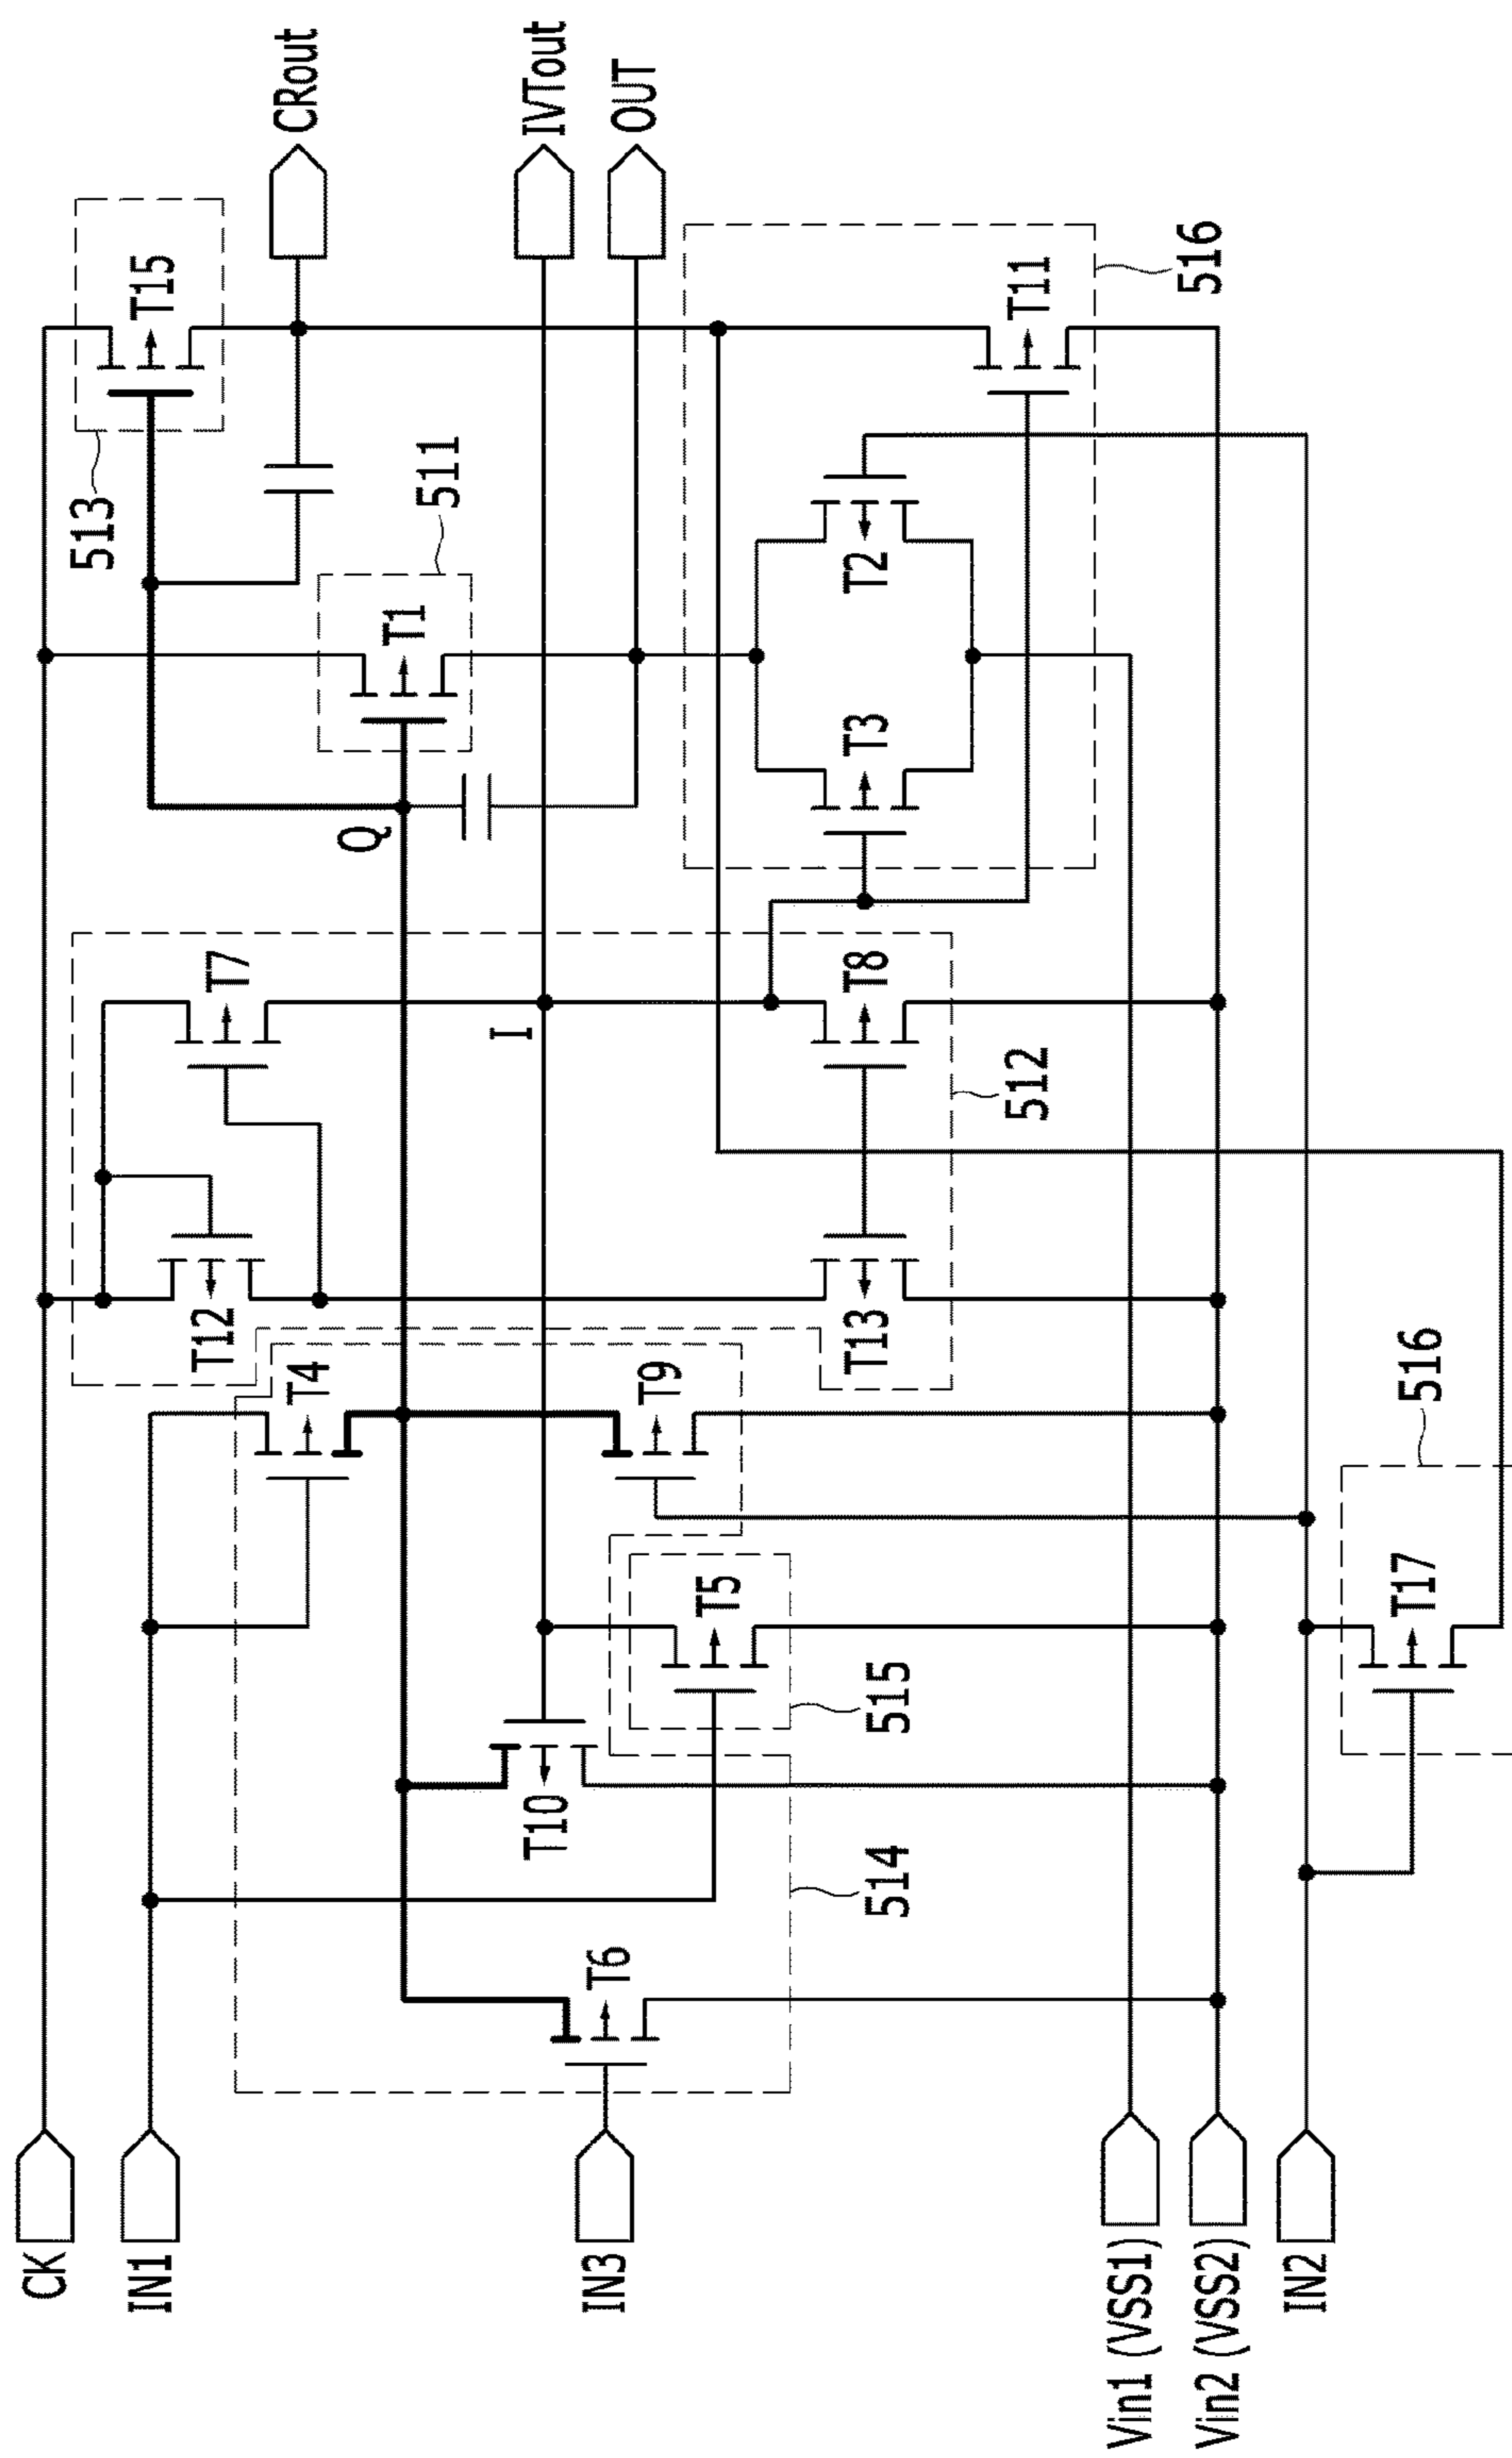 CK
IN1
IN3
Vin1 (VSS1)
Vin2 (VSS2)
IN2
CRout
IVTout
OUT
T15
513
T1
511
Q
T7
T12
I
T8
T13
512
T2
T3
T11
516
T4
T9
T5
515
T10
T6
514
T17
516